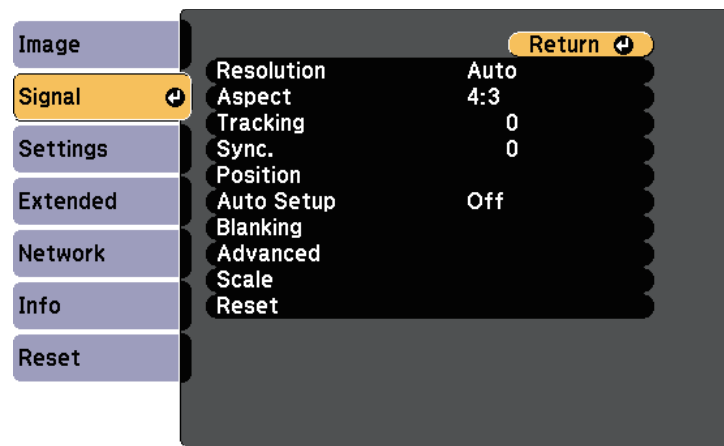 Image
Signal
Settings
Extended
Network
Info
Reset
Return
Resolution Auto
Aspect 4:3
Tracking 0
Sync. 0
Position
Auto Setup Off
Blanking
Advanced
Scale
Reset